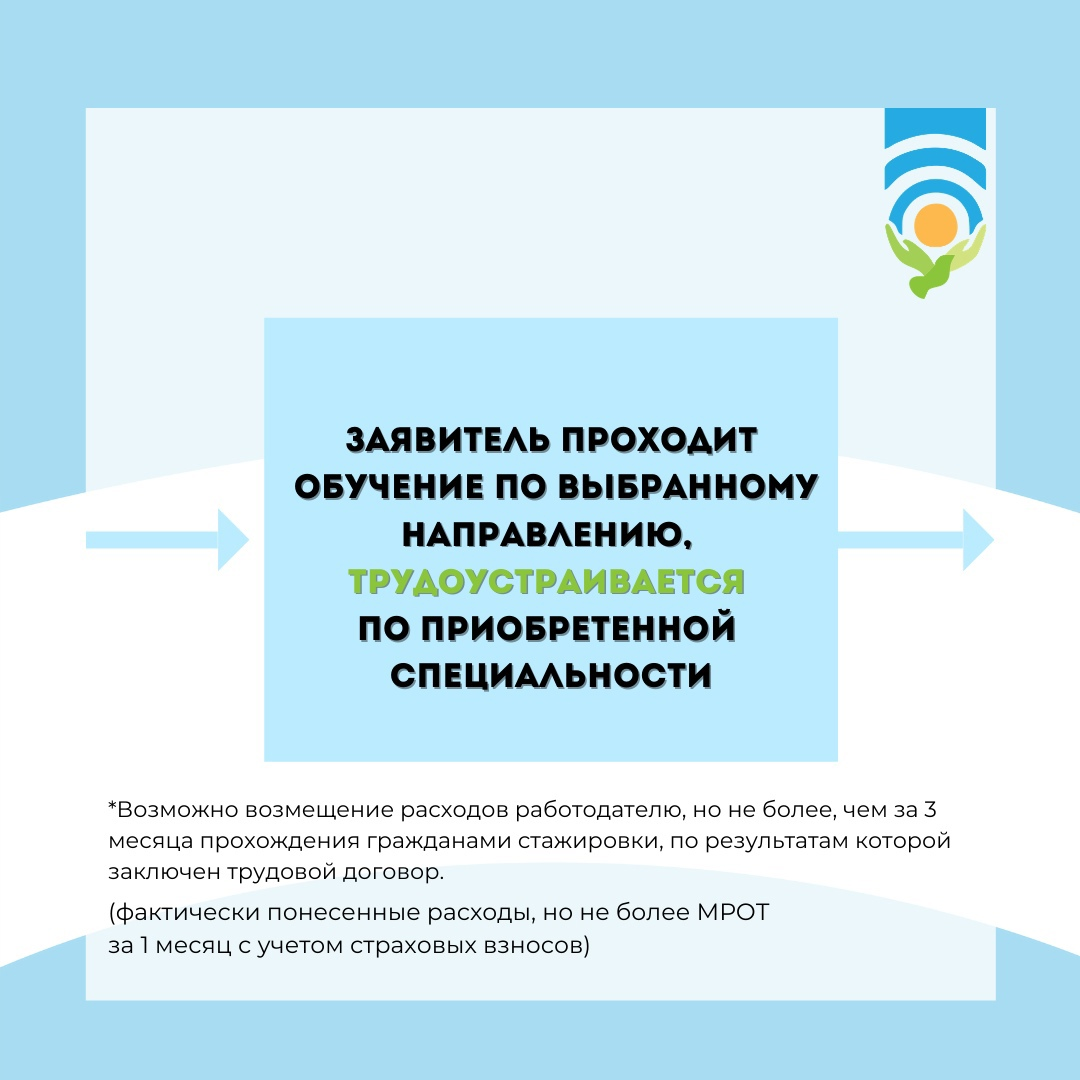 ЗАЯВИТЕЛЬ ПРОХОДИТ
ОБУЧЕНИЕ ПО ВЫБРАННОМУ
НАПРАВЛЕНИЮ,
ТРУДОУСТРАИВАЕТСЯ
ПО ПРИОБРЕТЕННОЙ
СПЕЦИАЛЬНОСТИ
*Возможно возмещение расходов работодателю, но не более, чем за 3
месяца прохождения гражданами стажировки, по результатам которой
заключен трудовой договор.
(фактически понесенные расходы, но не более МРОТ
за 1 месяц с учетом страховых взносов)